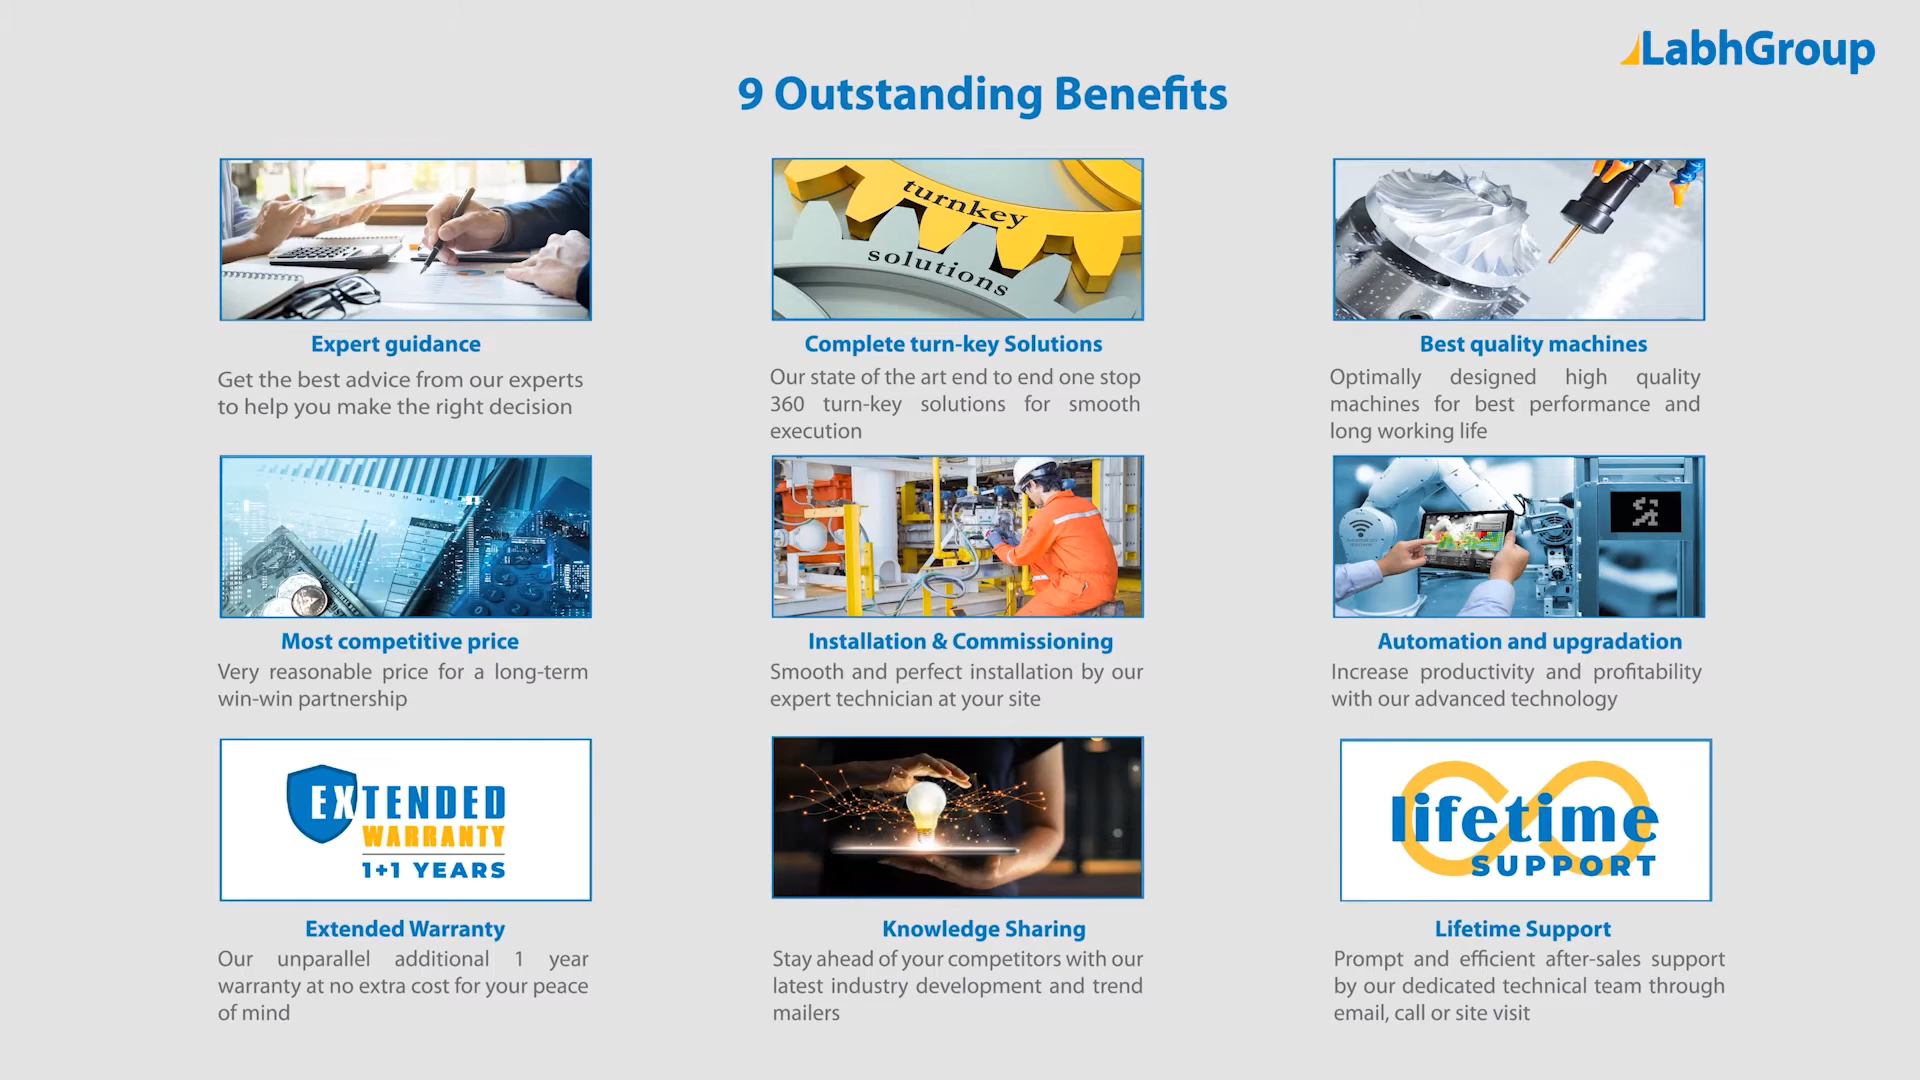 LabhGroup
9 Outstanding Benefits
turnkey
solutions
Expert guidance
Get the best advice from our experts
to help you make the right decision
Complete turn-key Solutions
Our state of the art end to end one stop
360 turn-key solutions for smooth
execution
Best quality machines
Optimally designed high quality
machines for best performance and
long working life
Most competitive price
Very reasonable price for a long-term
win-win partnership
Installation & Commissioning
Smooth and perfect installation by our
expert technician at your site
Automation and upgradation
Increase productivity and profitability
with our advanced technology
EXTENDED
WARRANTY
1+1 YEARS
lifetime
SUPPORT
Extended Warranty
Our unparallel additional 1 year
warranty at no extra cost for your peace
of mind
Knowledge Sharing
Stay ahead of your competitors with our
latest industry development and trend
mailers
Lifetime Support
Prompt and efficient after-sales support
by our dedicated technical team through
email, call or site visit